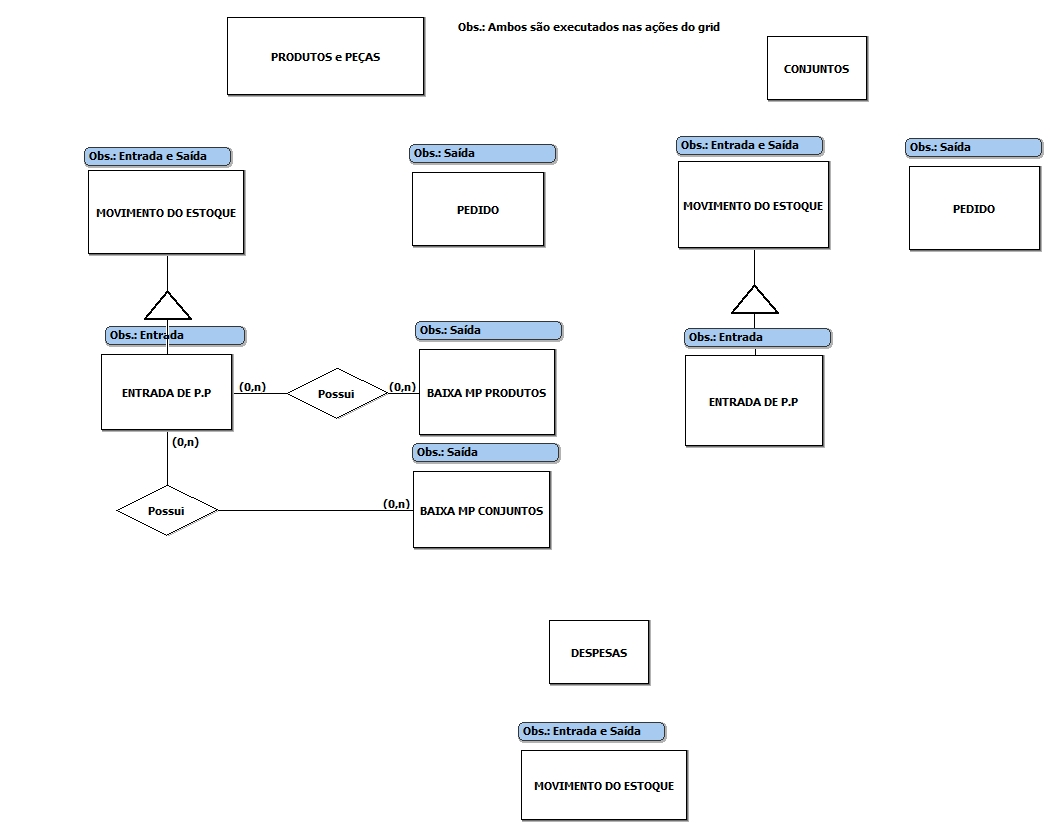 Obs.: Ambos são executados nas ações do grid
PRODUTOS e PEÇAS
CONJUNTOS
Obs.: Entrada e Saída
MOVIMENTO DO ESTOQUE
Obs.: Saída
PEDIDO
Obs.: Entrada e Saída
MOVIMENTO DO ESTOQUE
Obs.: Saída
PEDIDO
Obs.: Entrada
ENTRADA DE P.P
(0,n)
Possui
(0,n)
Obs.: Saída
BAIXA MP PRODUTOS
Obs.: Entrada
ENTRADA DE P.P
(0,n)
Possui
(0,n)
Obs.: Saída
BAIXA MP CONJUNTOS
DESPESAS
Obs.: Entrada e Saída
MOVIMENTO DO ESTOQUE